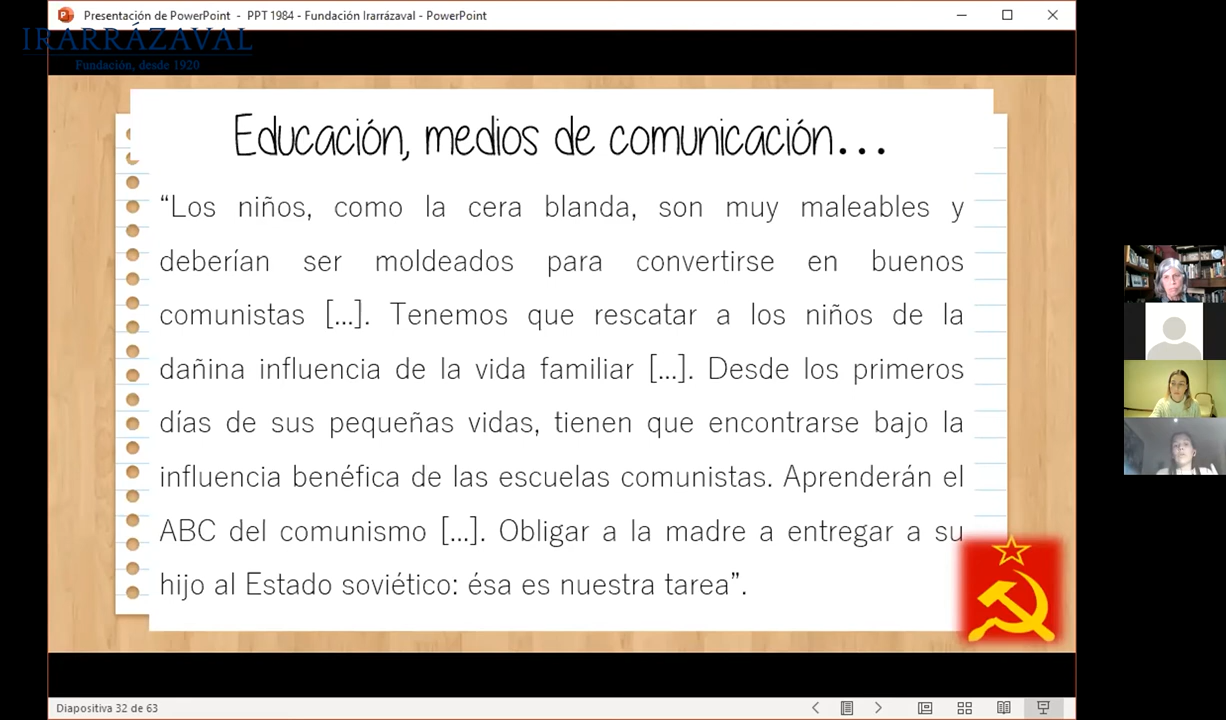 Presentación de PowerPoint - PPT 1984 - Fundación Irarrázaval - PowerPoint
IRARRÁZAVAL
Fundación, desde 1920
Educación, medios de comunicación...
“Los niños, como la cera blanda, son muy maleables y
deberían ser moldeados para convertirse en buenos
comunistas [...]. Tenemos que rescatar a los niños de la
dañina influencia de la vida familiar [...]. Desde los primeros
días de sus pequeñas vidas, tienen que encontrarse bajo la
influencia benéfica de las escuelas comunistas. Aprenderán el
ABC del comunismo [...]. Obligar a la madre a entregar a su
hijo al Estado soviético: ésa es nuestra tarea”.
Diapositiva 32 de 63